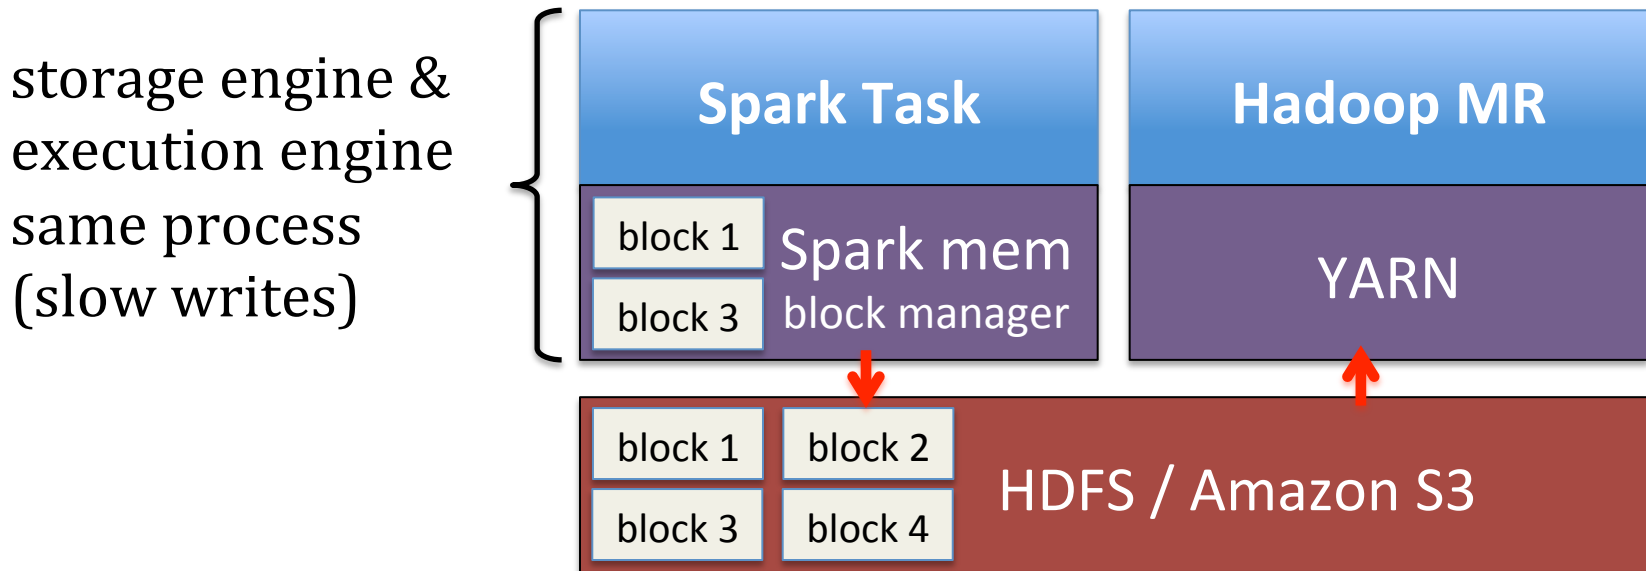 storage engine &
execution engine
same process
(slow writes)
Spark Task
Hadoop MR
block 1
block 3
Spark mem
block manager
YARN
block 1
block 2
block 3
block 4
HDFS / Amazon S3